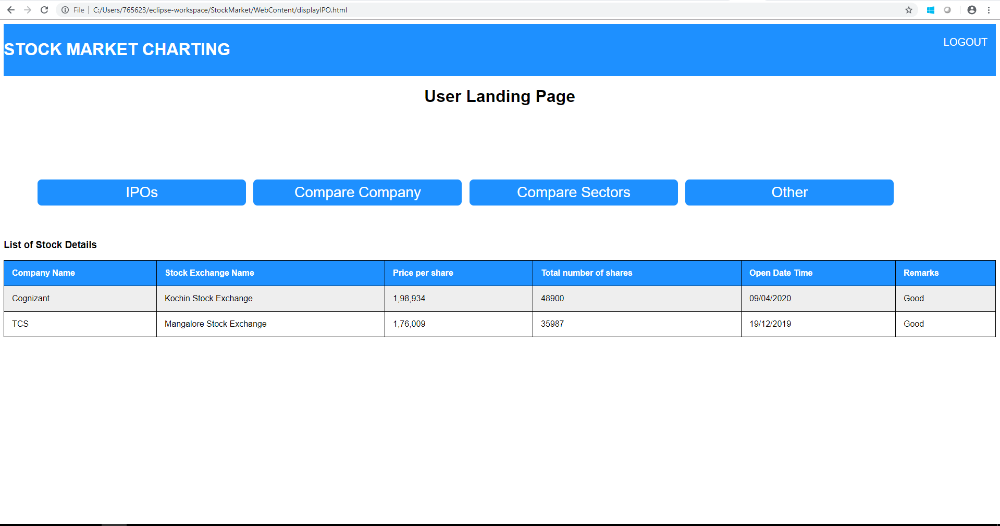 File C:/Users/765623/eclipse-workspace/StockMarket/WebContent/displayIPO.html
STOCK MARKET CHARTING LOGOUT
User Landing Page
IPOs Compare Company Compare Sectors Other
List of Stock Details
Company Name Stock Exchange Name Price per share Total number of shares Open Date Time Remarks
Cognizant Kochin Stock Exchange 1,98,934 48900 09/04/2020 Good
TCS Mangalore Stock Exchange 1,76,009 35987 19/12/2019 Good